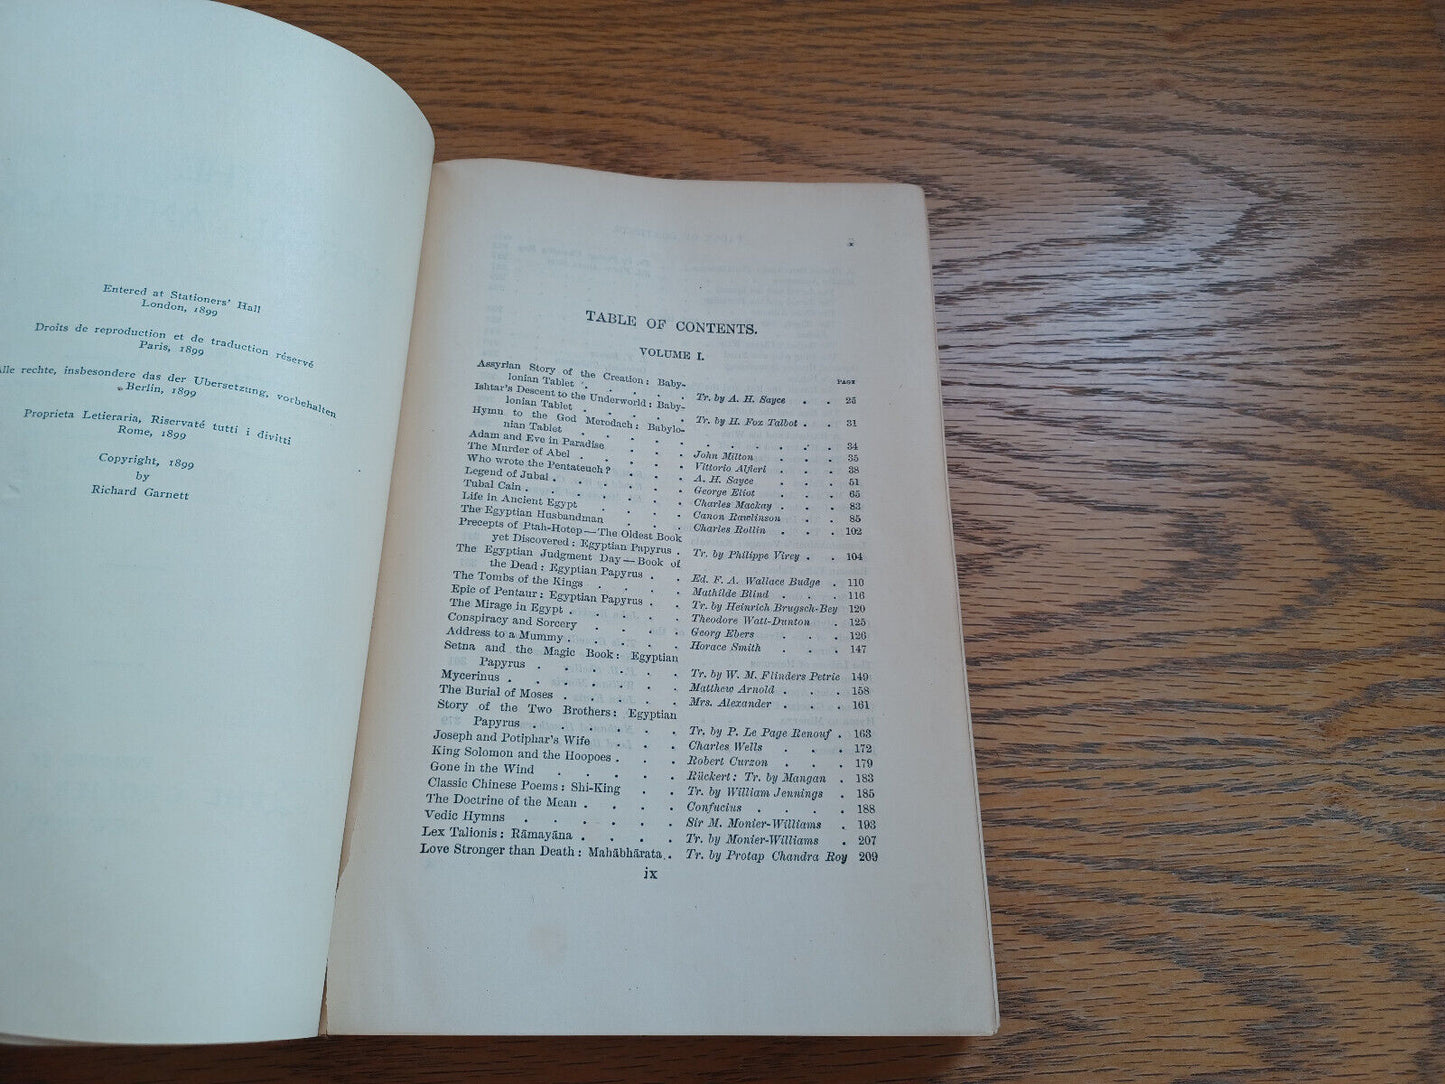 Entered at Stationers' Hall
London, 1899
Droits de reproduction et de traduction réservé
Paris, 1899
Alle rechte, insbesondere das der Ubersetzung, vorbehalten
Berlin, 1899
Proprieta Letieraria, Riservaté tutti i divitti
Rome, 1899
Copyright, 1899
by
Richard Garnett
TABLE OF CONTENTS.
VOLUME I.
PAGE
Assyrian Story of the Creation: Baby-
lonian Tablet . . . . . Tr. by A. H. Sayce . . 25
Ishtar's Descent to the Underworld: Baby-
lonian Tablet . . . . . Tr. by H. Fox Talbot . . 31
Hymn to the God Merodach: Babylo-
nian Tablet . . . . . . . . . . 34
Adam and Eve in Paradise . . . John Milton . . . 35
The Murder of Abel . . . . . Vittorio Alfieri . . 38
Who wrote the Pentateuch? . . . . A. H. Sayce . . . 51
Legend of Jubal . . . . . . George Eliot . . . 65
Tubal Cain . . . . . . . Charles Mackay . . . 83
Life in Ancient Egypt . . . . Canon Rawlinson . . 85
The Egyptian Husbandman . . . Charles Rollin . . . 102
Precepts of Ptah-Hotep—The Oldest Book
yet Discovered: Egyptian Papyrus . Tr. by Philippe Virey . . 104
The Egyptian Judgment Day—Book of
the Dead: Egyptian Papyrus . . Ed. F. A. Wallace Budge . 110
The Tombs of the Kings . . . . Mathilde Blind . . . 116
Epic of Pentaur: Egyptian Papyrus . . Tr. by Heinrich Brugsch-Bey 120
The Mirage in Egypt . . . . . Theodore Watt-Dunton . 125
Conspiracy and Sorcery . . . . Georg Ebers . . . 126
Address to a Mummy . . . . . Horace Smith . . . 147
Setna and the Magic Book: Egyptian
Papyrus . . . . . . Tr. by W. M. Flinders Petrie 149
Mycerinus . . . . . . . Matthew Arnold . . . 158
The Burial of Moses . . . . . Mrs. Alexander . . . 161
Story of the Two Brothers: Egyptian
Papyrus . . . . . . Tr. by P. Le Page Renouf . 163
Joseph and Potiphar's Wife . . . Charles Wells . . . 172
King Solomon and the Hoopoes . . . Robert Curzon . . . 179
Gone in the Wind . . . . . Rückert: Tr. by Mangan . 183
Classic Chinese Poems: Shi-King . . Tr. by William Jennings . 185
The Doctrine of the Mean . . . . Confucius . . . . 188
Vedic Hymns . . . . . . Sir M. Monier-Williams . 193
Lex Talionis: Rāmayāna . . . . Tr. by Monier-Williams . 207
Love Stronger than Death: Mahābhārata . Tr. by Protap Chandra Roy 209
ix